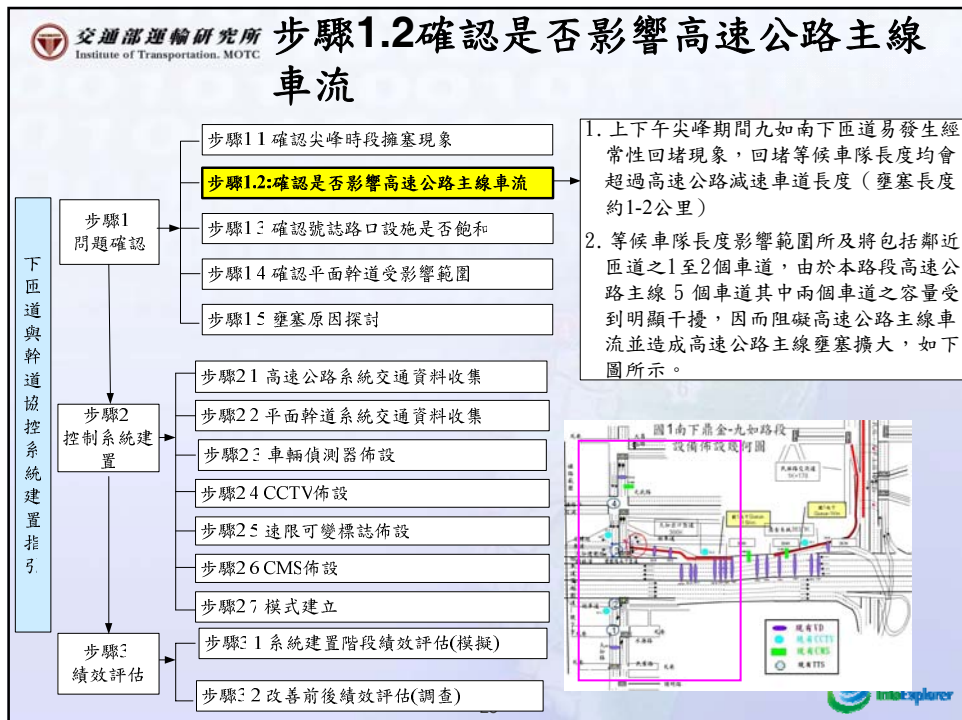 交通部運輸研究所
Institute of Transportation. MOTC
步驟1.2確認是否影響高速公路主線
車流
下匝道與幹道協控系統建置指引
步驟1
問題確認
步驟1.1 確認尖峰時段擁塞現象
步驟1.2:確認是否影響高速公路主線車流
步驟1.3 確認號誌路口設施是否飽和
步驟1.4 確認平面幹道受影響範圍
步驟1.5 壅塞原因探討
步驟2
控制系統建
置
步驟2.1 高速公路系統交通資料收集
步驟2.2 平面幹道系統交通資料收集
步驟2.3 車輛偵測器佈設
步驟2.4 CCTV佈設
步驟2.5 速限可變標誌佈設
步驟2.6 CMS佈設
步驟2.7 模式建立
步驟3
績效評估
步驟3.1 系統建置階段績效評估(模擬)
步驟3.2 改善前後績效評估(調查)
1. 上下午尖峰期間九如南下匝道易發生經
常性回堵現象，回堵等候車隊長度均會
超過高速公路減速車道長度（壅塞長度
約1-2公里）
2. 等候車隊長度影響範圍所及將包括鄰近
匝道之1至2個車道，由於本路段高速公
路主線 5 個車道其中兩個車道之容量受
到明顯干擾，因而阻礙高速公路主線車
流並造成高速公路主線壅塞擴大，如下
圖所示。
國1南下鼎金-九如路段
設備佈設幾何圖
現有VD
現有CCTV
現有CMS
現有TTS